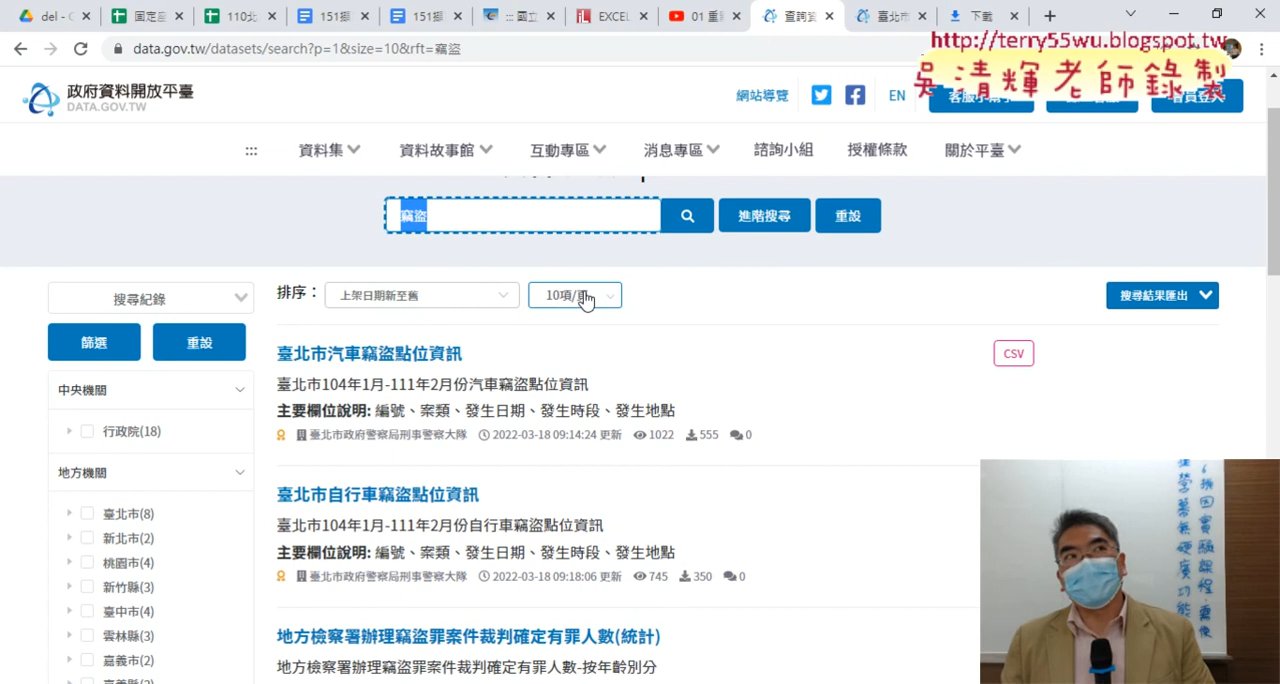 del - G
固定座
110北
151攝
151攝
::: 國立
EXCEL
01 重
查詢資
臺北市
下載
data.gov.tw/datasets/search?p=1&size=10&rft=竊盜
http://terry55wu.blogspot.tw
吳清輝老師錄製
政府資料開放平臺
DATA.GOV.TW
網站導覽
EN
:::
資料集
資料故事館
互動專區
消息專區
諮詢小組
授權條款
關於平臺
竊盜
進階搜尋
重設
搜尋紀錄
排序：
上架日期新至舊
10項/頁
搜尋結果匯出
篩選
重設
臺北市汽車竊盜點位資訊
CSV
臺北市104年1月-111年2月份汽車竊盜點位資訊
主要欄位說明: 編號、案類、發生日期、發生時段、發生地點
臺北市政府警察局刑事警察大隊 2022-03-18 09:14:24 更新 1022 555 0
中央機關
行政院(18)
地方機關
臺北市(8)
新北市(2)
桃園市(4)
新竹縣(3)
臺中市(4)
雲林縣(3)
嘉義市(2)
臺北市自行車竊盜點位資訊
臺北市104年1月-111年2月份自行車竊盜點位資訊
主要欄位說明: 編號、案類、發生日期、發生時段、發生地點
臺北市政府警察局刑事警察大隊 2022-03-18 09:18:06 更新 745 350 0
地方檢察署辦理竊盜罪案件裁判確定有罪人數(統計)
地方檢察署辦理竊盜罪案件裁判確定有罪人數-按年齡別分